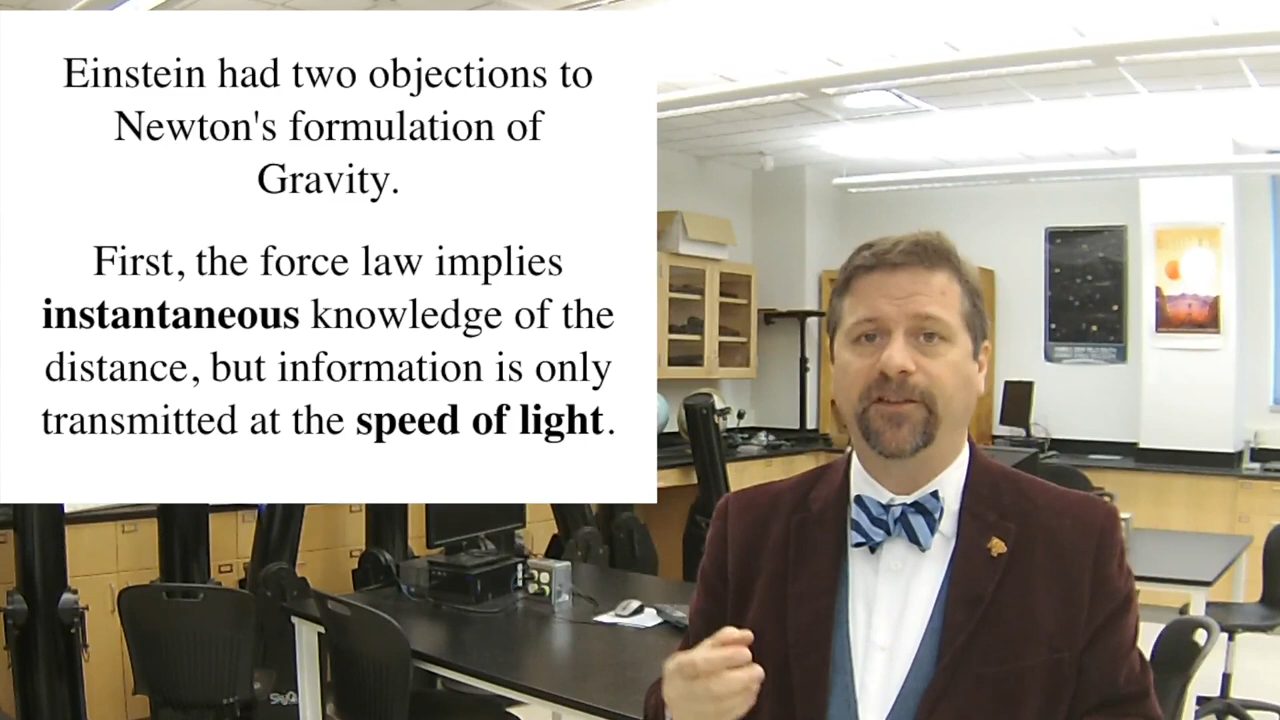 Einstein had two objections to
Newton's formulation of
Gravity.
First, the force law implies
instantaneous knowledge of the
distance, but information is only
transmitted at the speed of light.